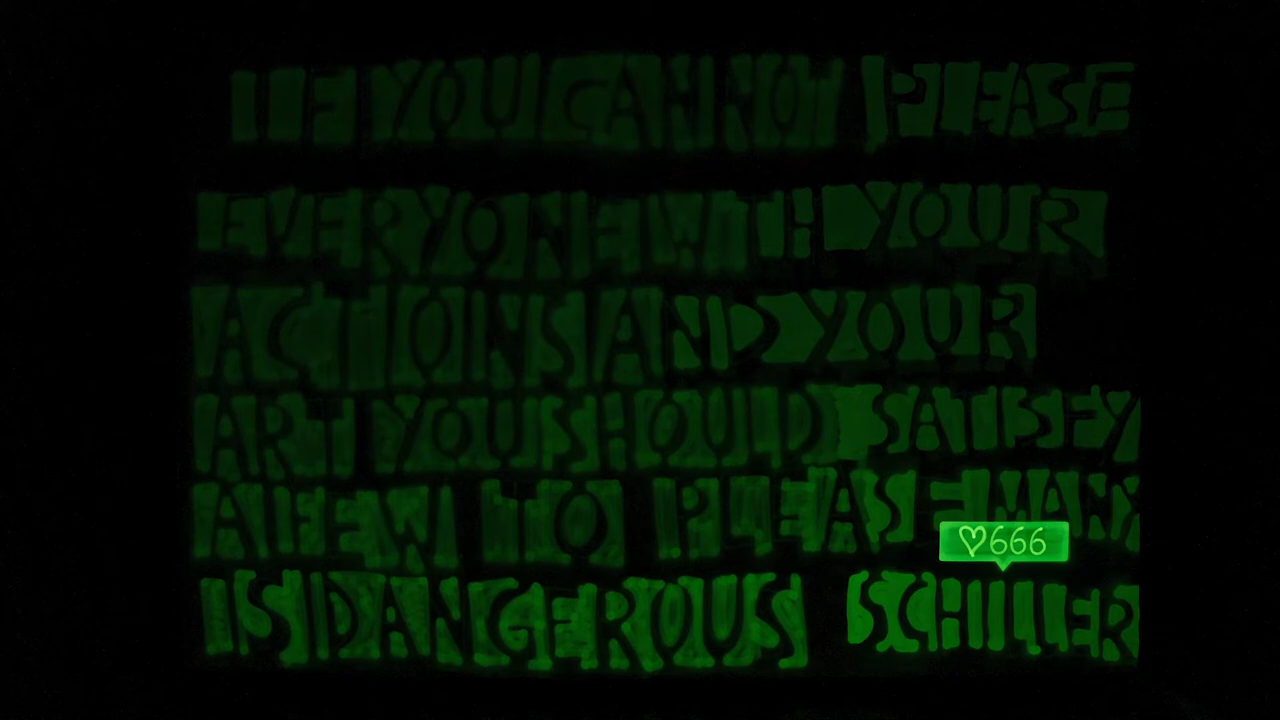 IF YOU CANNOT PLEASE
EVERYONE WITH YOUR
ACTIONS AND YOUR
ART YOU SHOULD SATISFY
A FEW TO PLEASE MANY
♡666
IS DANGEROUS SCHILLER